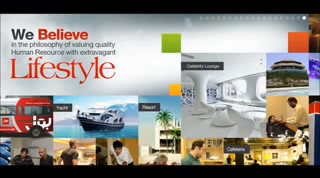 We Believe
in the philosophy of valuing quality
Human Resource with extravagant
Lifestyle
Celebrity Lounge
Yacht
Resort
Cafeteria